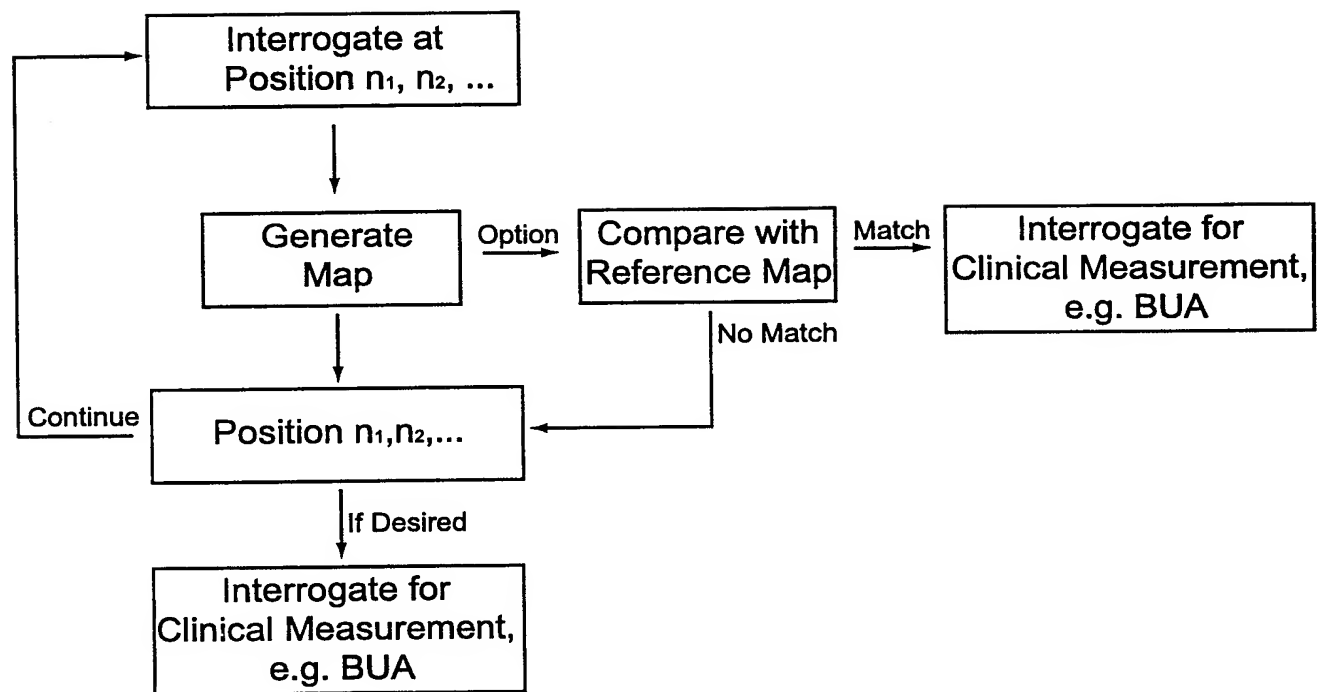 Interrogate at
Position n₁, n₂, ...
Generate
Map
Option
Compare with
Reference Map
Match
Interrogate for
Clinical Measurement,
e.g. BUA
No Match
Continue
Position n₁,n₂,...
If Desired
Interrogate for
Clinical Measurement,
e.g. BUA